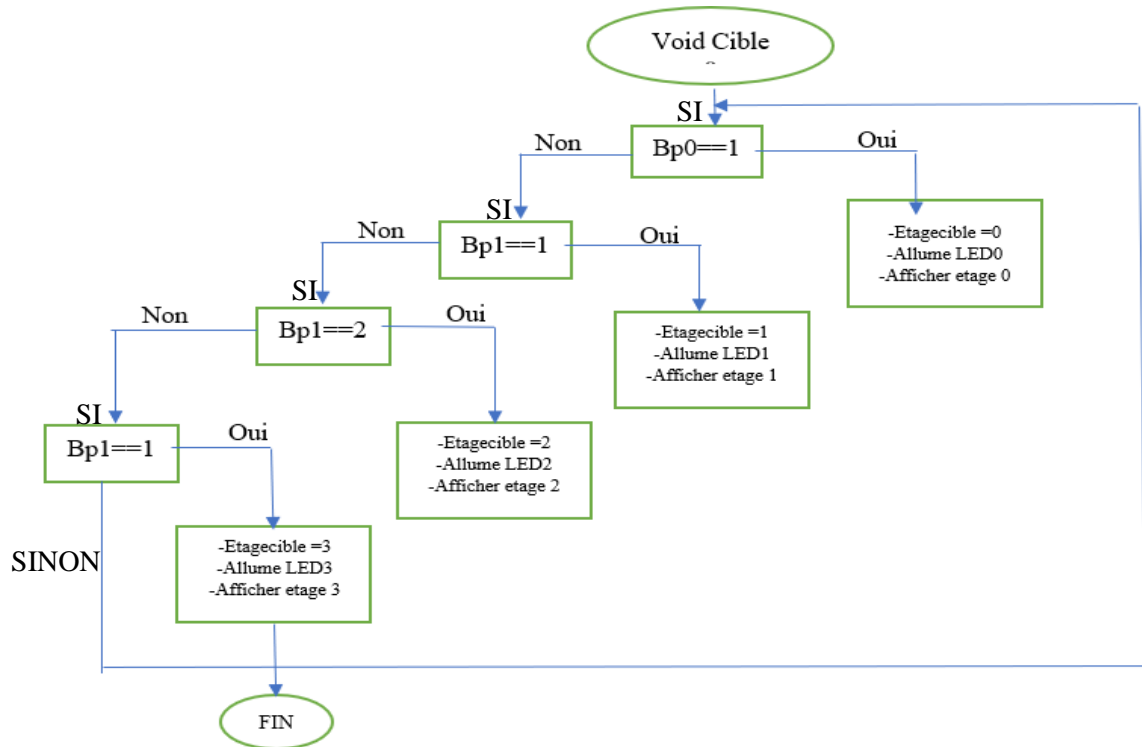 Void Cible
SI
Bp0==1
Non
Oui
-Etagecible =0
-Allume LED0
-Afficher etage 0
SI
Bp1==1
Non
Oui
-Etagecible =1
-Allume LED1
-Afficher etage 1
SI
Bp1==2
Non
Oui
-Etagecible =2
-Allume LED2
-Afficher etage 2
SI
Bp1==1
Oui
-Etagecible =3
-Allume LED3
-Afficher etage 3
SINON
FIN